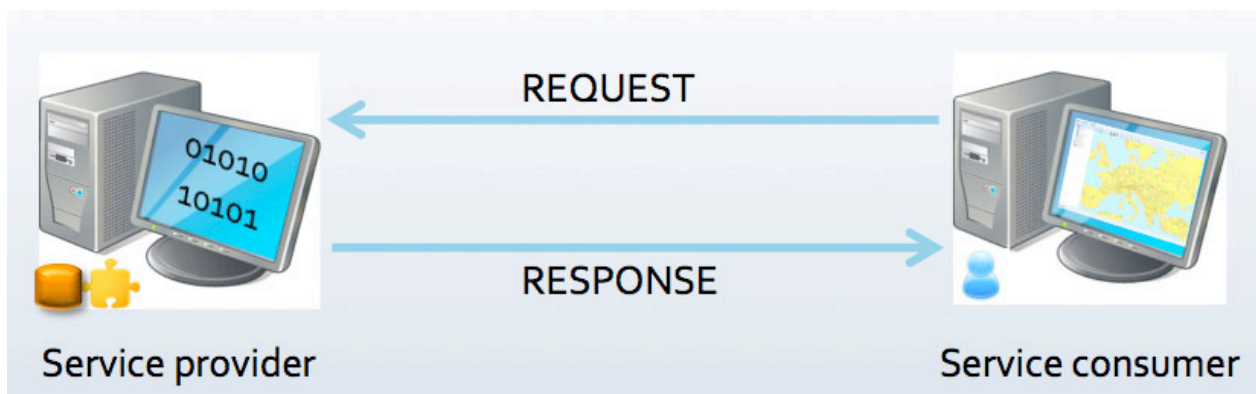 REQUEST
01010
10101
RESPONSE
Service provider
Service consumer